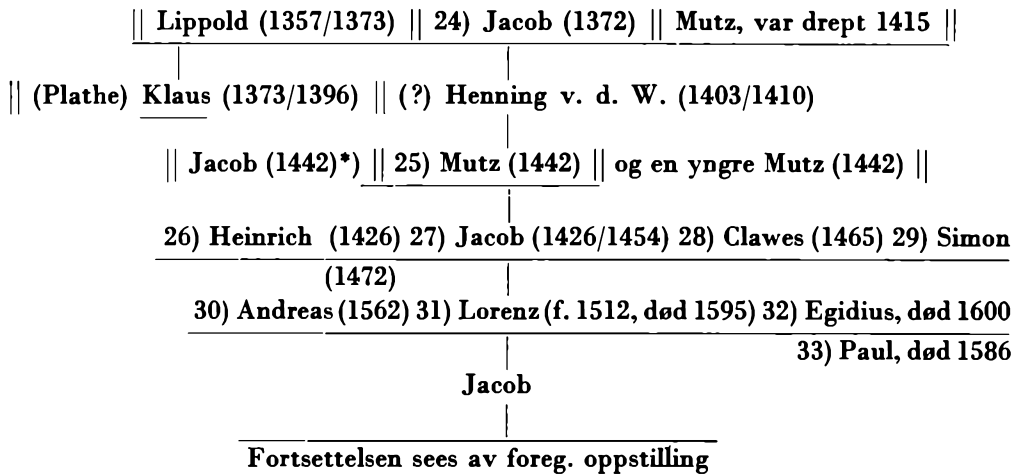 || Lippold (1357/1373) || 24) Jacob (1372) || Mutz, var drept 1415 ||
|| (Plathe) Klaus (1373/1396) || (?) Henning v. d. W. (1403/1410)
|| Jacob (1442)*) || 25) Mutz (1442) || og en yngre Mutz (1442) ||
26) Heinrich (1426) 27) Jacob (1426/1454) 28) Clawes (1465) 29) Simon
(1472)
30) Andreas (1562) 31) Lorenz (f. 1512, død 1595) 32) Egidius, død 1600
33) Paul, død 1586
Jacob
Fortsettelsen sees av foreg. oppstilling